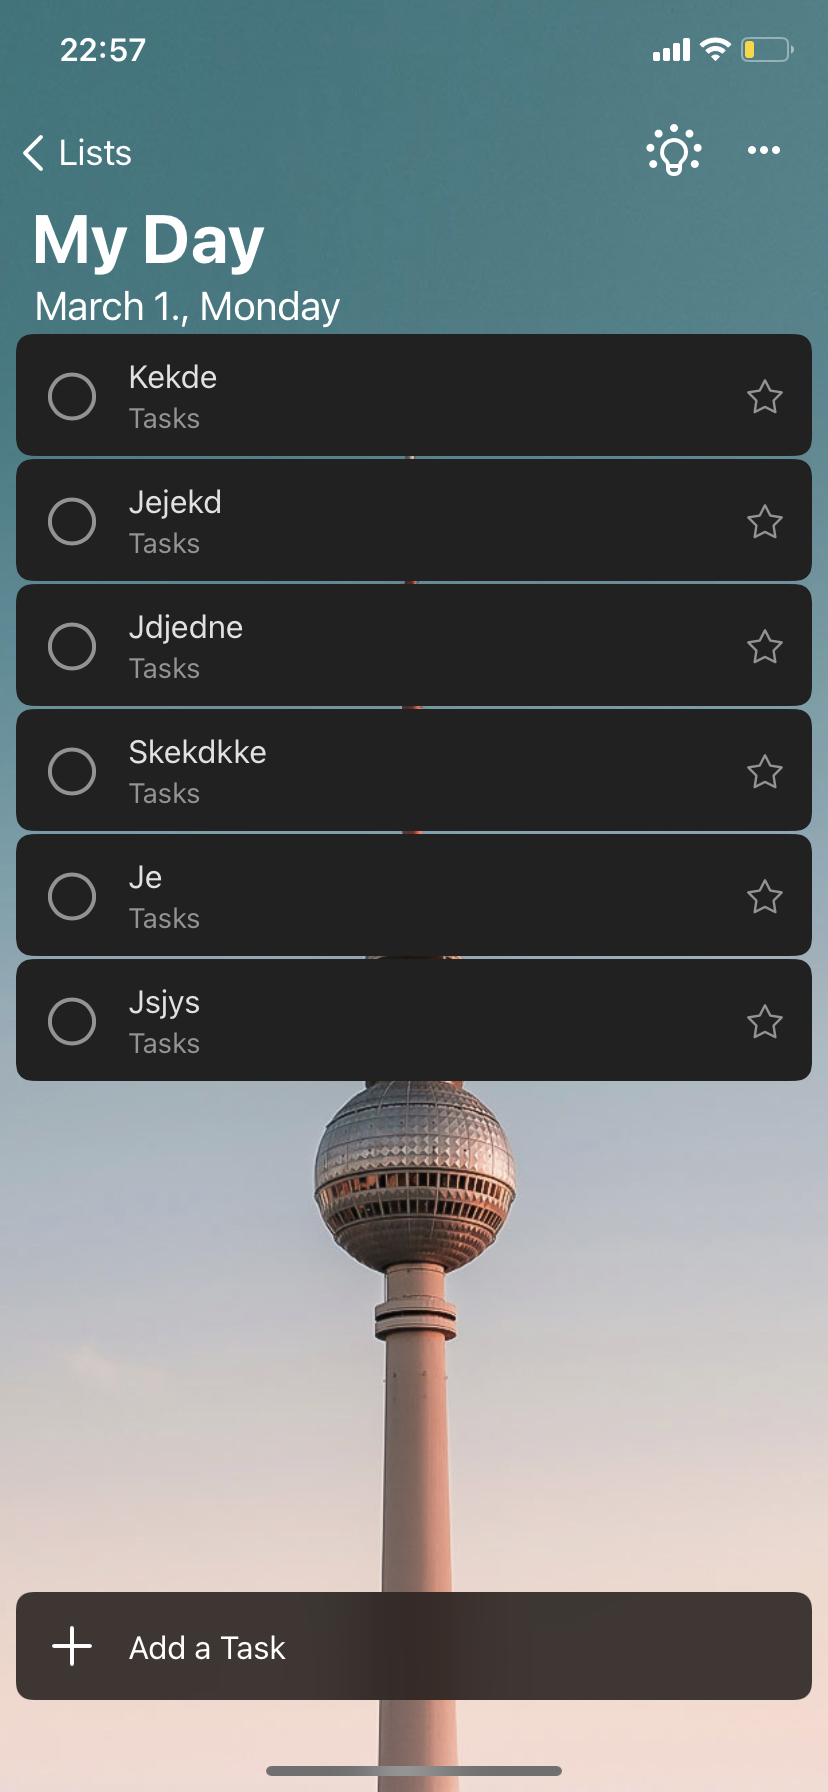 22:57
Lists
My Day
March 1., Monday
Kekde
Tasks
Jejekd
Tasks
Jdjedne
Tasks
Skekdkke
Tasks
Je
Tasks
Jsjys
Tasks
Add a Task